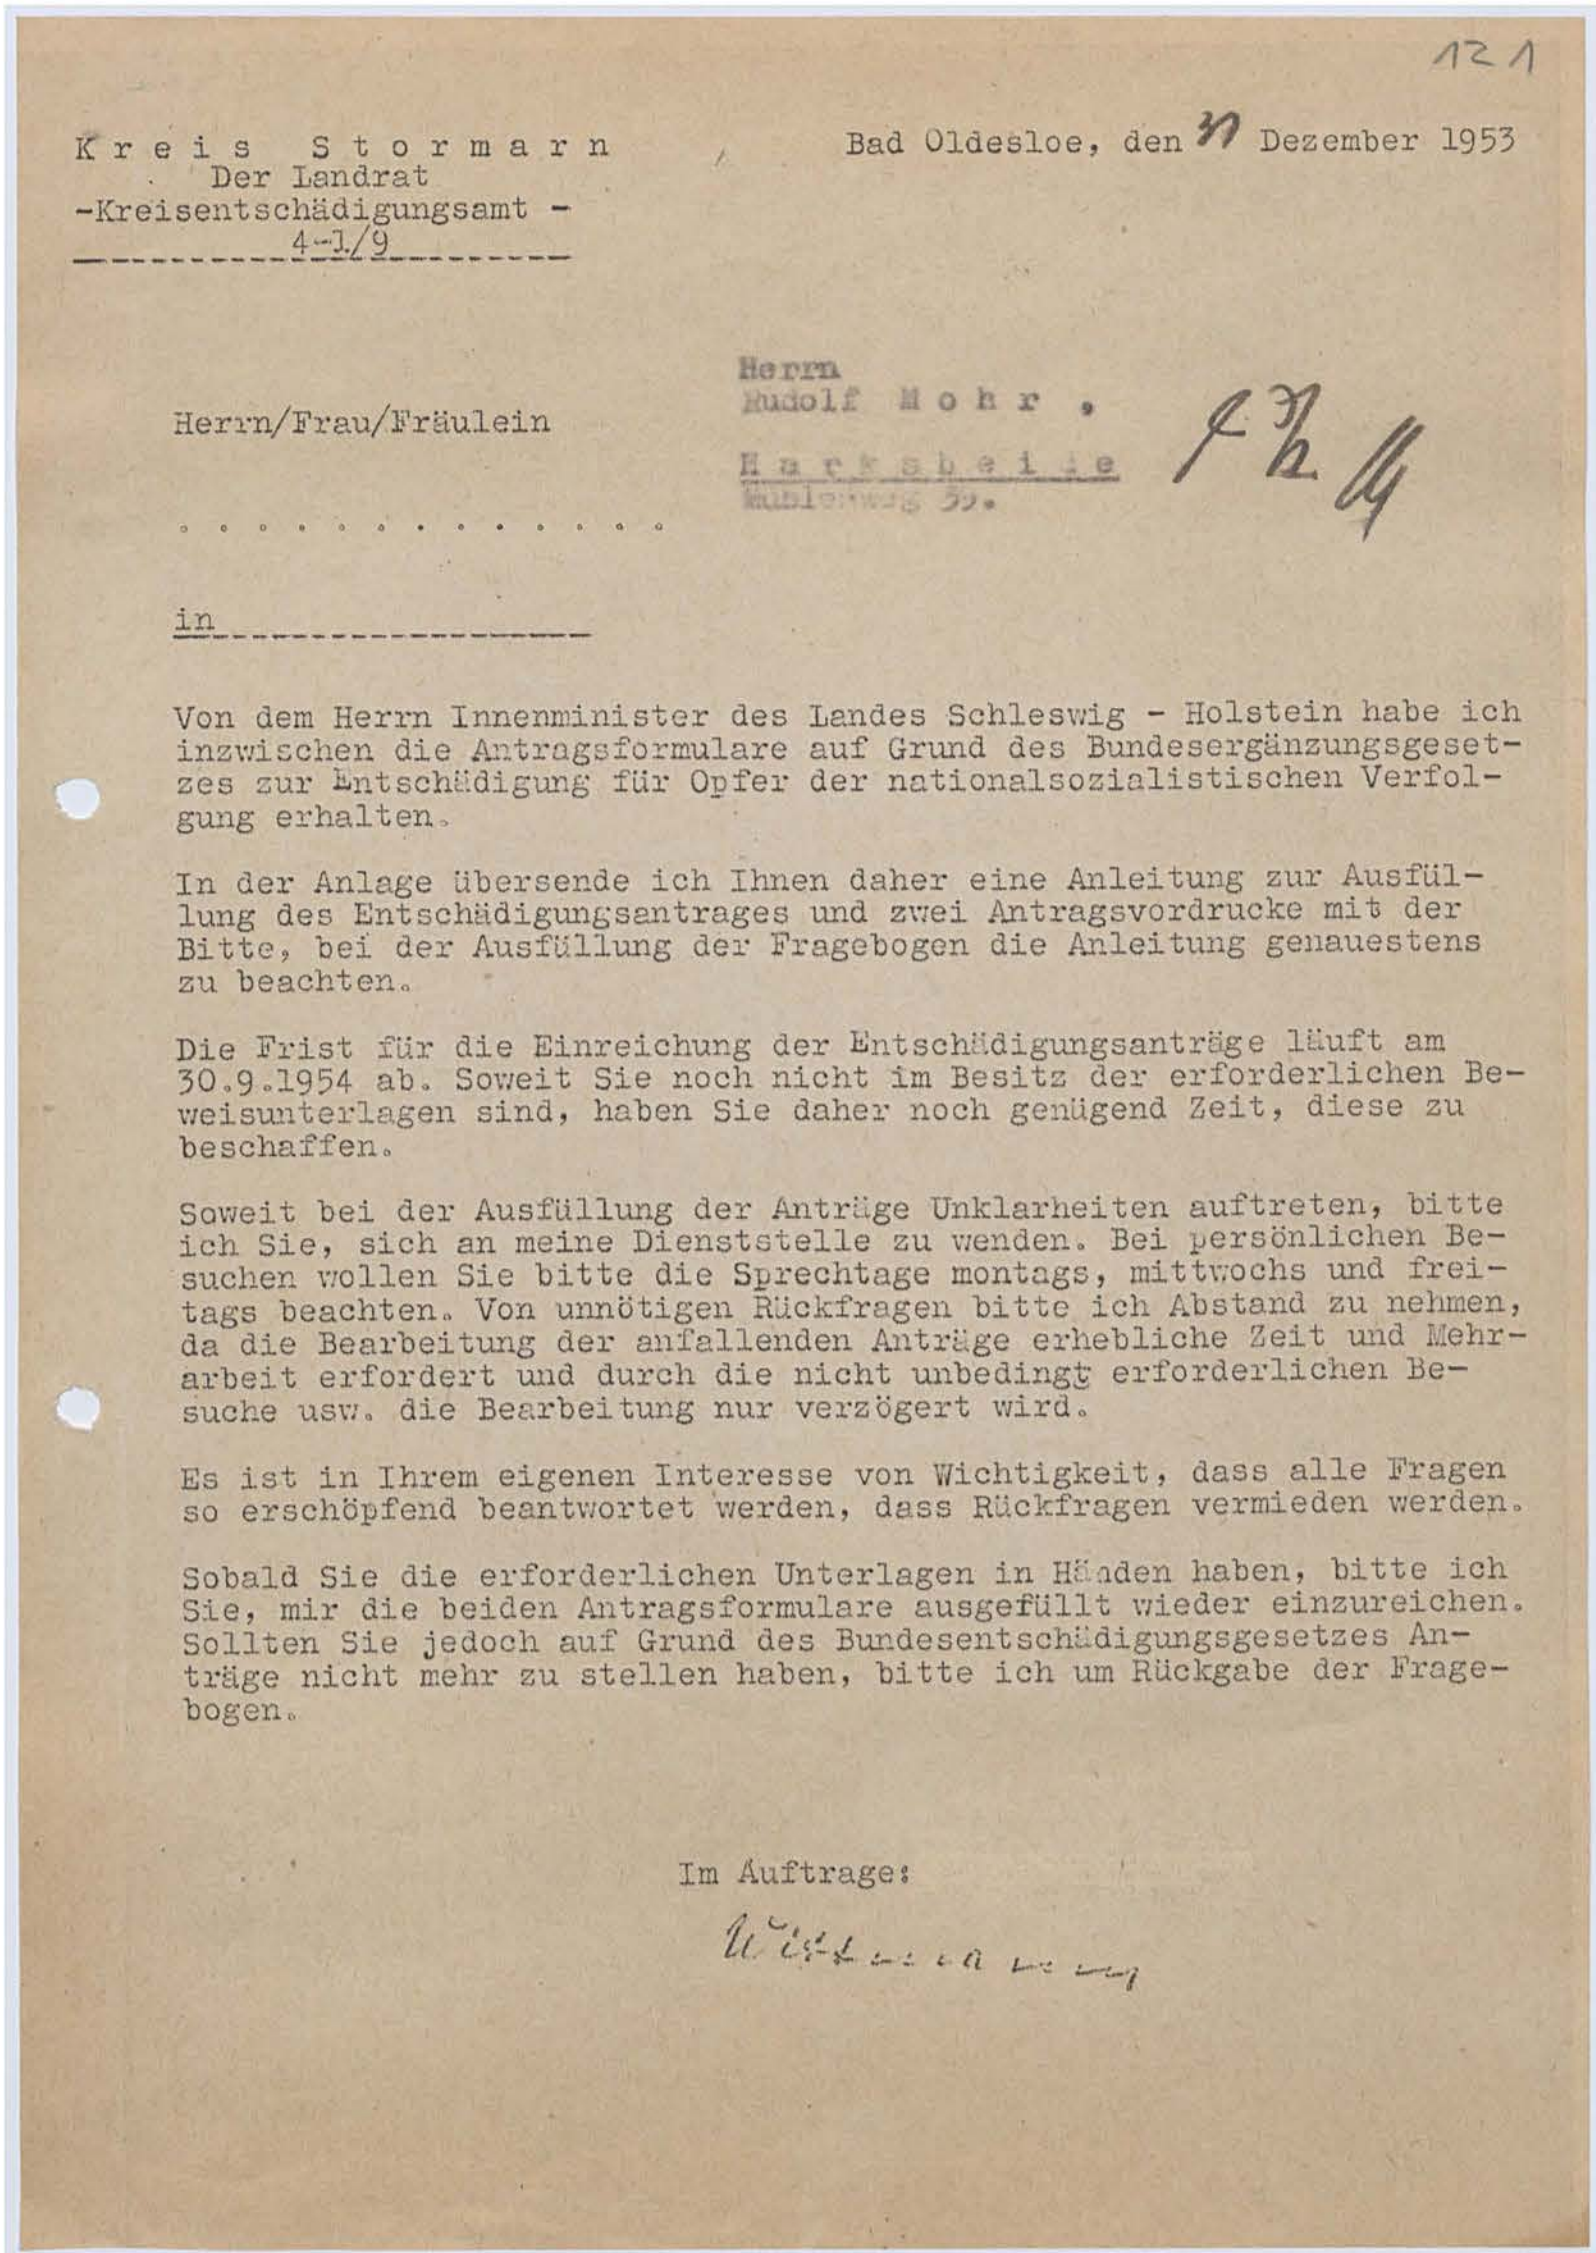 121
Kreis Stormarn
Der Landrat
-Kreisentschädigungsamt -
4-1/9
Bad Oldesloe, den 31 Dezember 1953
Herrn
Rudolf Mohr,
Harksheide
Herrn/Frau/Fräulein
in
Von dem Herrn Innenminister des Landes Schleswig - Holstein habe ich
inzwischen die Antragsformulare auf Grund des Bundesergänzungsgeset-
zes zur Entschädigung für Opfer der nationalsozialistischen Verfol-
gung erhalten.
In der Anlage übersende ich Ihnen daher eine Anleitung zur Ausfül-
lung des Entschädigungsantrages und zwei Antragsvordrucke mit der
Bitte, bei der Ausfüllung der Fragebogen die Anleitung genauestens
zu beachten.
Die Frist für die Einreichung der Entschädigungsanträge läuft am
30.9.1954 ab. Soweit Sie noch nicht im Besitz der erforderlichen Be-
weisunterlagen sind, haben Sie daher noch genügend Zeit, diese zu
beschaffen.
Soweit bei der Ausfüllung der Anträge Unklarheiten auftreten, bitte
ich Sie, sich an meine Dienststelle zu wenden. Bei persönlichen Be-
suchen wollen Sie bitte die Sprechtage montags, mittwochs und frei-
tags beachten. Von unnötigen Rückfragen bitte ich Abstand zu nehmen,
da die Bearbeitung der anfallenden Anträge erhebliche Zeit und Mehr-
arbeit erfordert und durch die nicht unbedingt erforderlichen Be-
suche usw. die Bearbeitung nur verzögert wird.
Es ist in Ihrem eigenen Interesse von Wichtigkeit, dass alle Fragen
so erschöpfend beantwortet werden, dass Rückfragen vermieden werden.
Sobald Sie die erforderlichen Unterlagen in Händen haben, bitte ich
Sie, mir die beiden Antragsformulare ausgefüllt wieder einzureichen.
Sollten Sie jedoch auf Grund des Bundesentschädigungsgesetzes An-
träge nicht mehr zu stellen haben, bitte ich um Rückgabe der Frage-
bogen.
Im Auftrage: